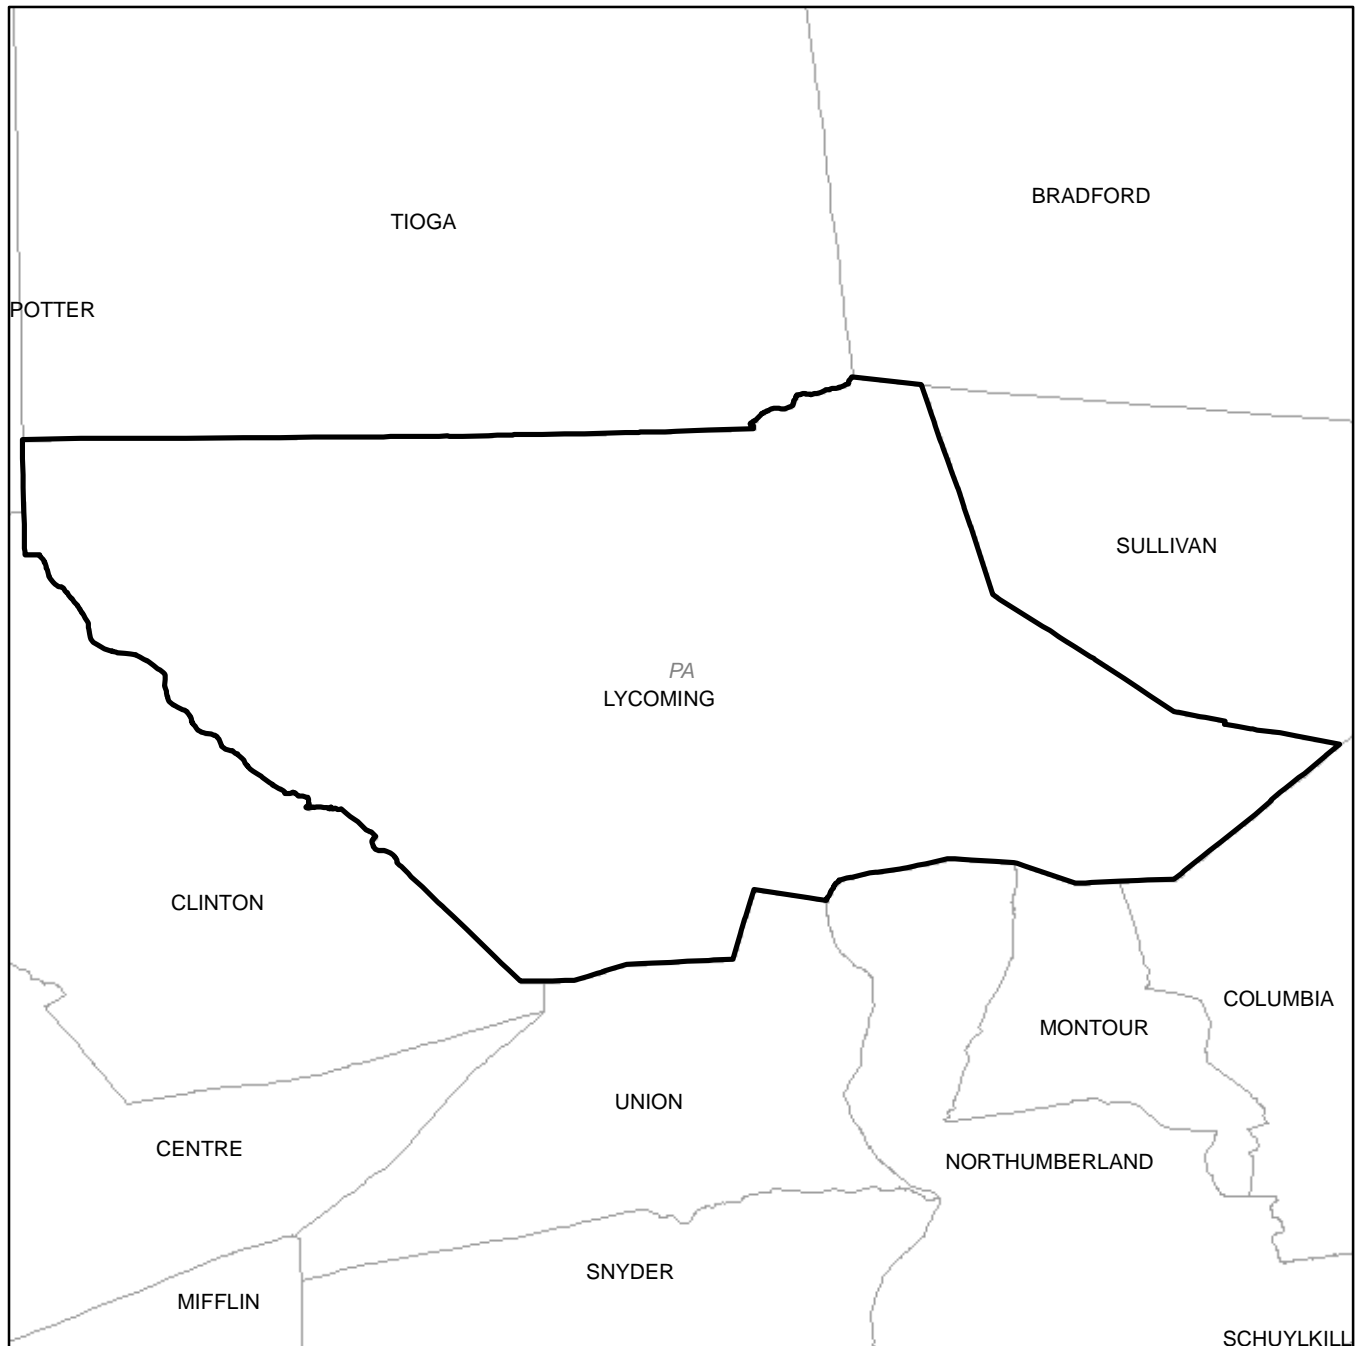 BRADFORD
TIOGA
POTTER
SULLIVAN
PA
LYCOMING
CLINTON
COLUMBIA
MONTOUR
UNION
CENTRE
NORTHUMBERLAND
SNYDER
MIFFLIN
SCHUYLKILL